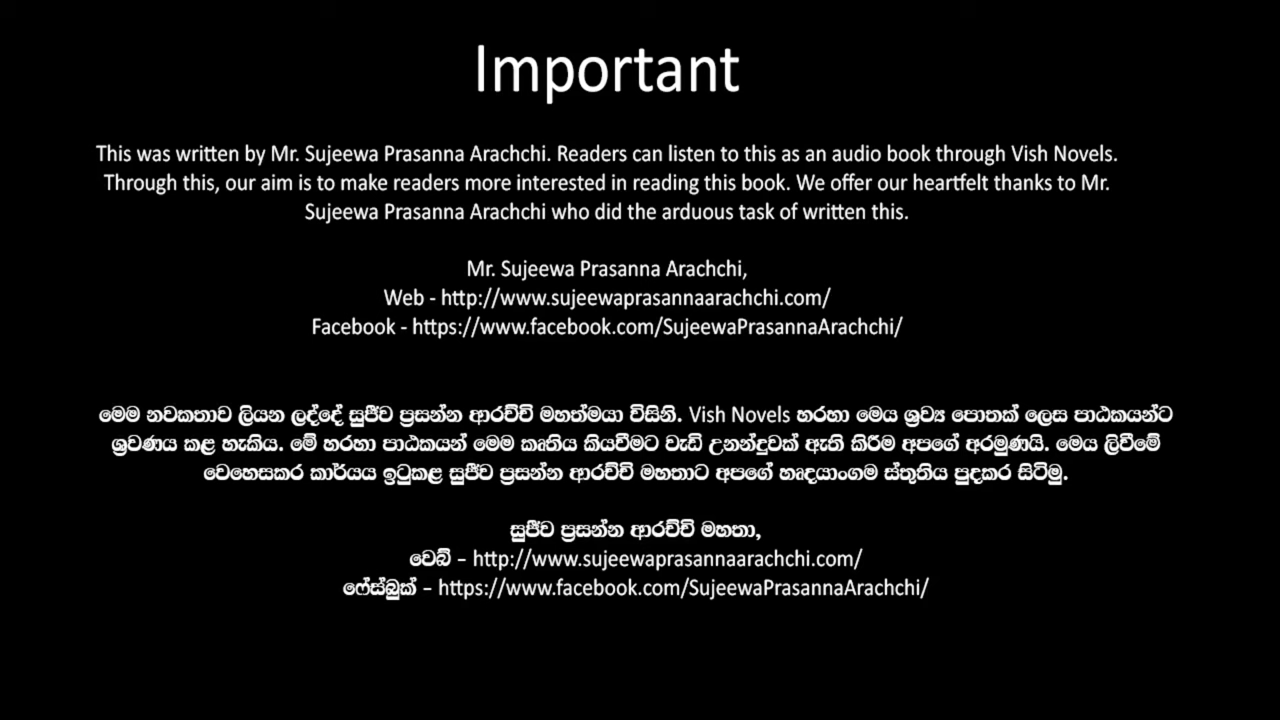 Important
This was written by Mr. Sujeewa Prasanna Arachchi. Readers can listen to this as an audio book through Vish Novels.
Through this, our aim is to make readers more interested in reading this book. We offer our heartfelt thanks to Mr.
Sujeewa Prasanna Arachchi who did the arduous task of written this.
Mr. Sujeewa Prasanna Arachchi,
Web - http://www.sujeewaprasannaarachchi.com/
Facebook - https://www.facebook.com/SujeewaPrasannaArachchi/
මෙම නවකතාව ලියන ලද්දේ සුජීව ප්‍රසන්න ආරච්චි මහත්මයා විසිනි. Vish Novels හරහා මෙය ශ්‍රව්‍ය පොතක් ලෙස පාඨකයන්ට
ශ්‍රවණය කළ හැකිය. මේ හරහා පාඨකයන් මෙම කෘතිය කියවීමට වැඩි උනන්දුවක් ඇති කිරීම අපගේ අරමුණයි. මෙය ලිවීමේ
වෙහෙසකර කාර්යය ඉටුකළ සුජීව ප්‍රසන්න ආරච්චි මහතාට අපගේ හෘදයාංගම ස්තූතිය පුදකර සිටිමු.
සුජීව ප්‍රසන්න ආරච්චි මහතා,
වෙබ් – http://www.sujeewaprasannaarachchi.com/
ෆේස්බුක් – https://www.facebook.com/SujeewaPrasannaArachchi/